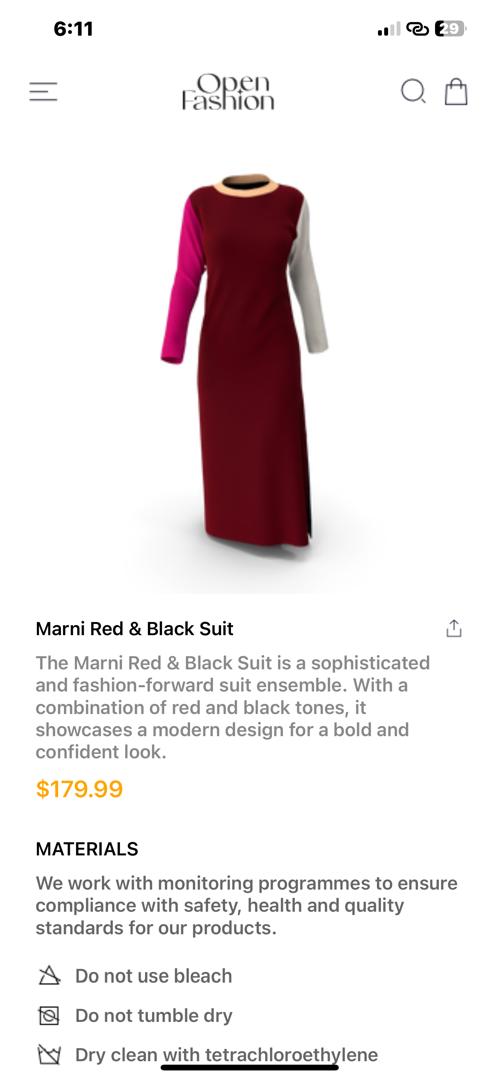 6:11
29
Open
Fashion
Marni Red & Black Suit
The Marni Red & Black Suit is a sophisticated
and fashion-forward suit ensemble. With a
combination of red and black tones, it
showcases a modern design for a bold and
confident look.
$179.99
MATERIALS
We work with monitoring programmes to ensure
compliance with safety, health and quality
standards for our products.
Do not use bleach
Do not tumble dry
Dry clean with tetrachloroethylene